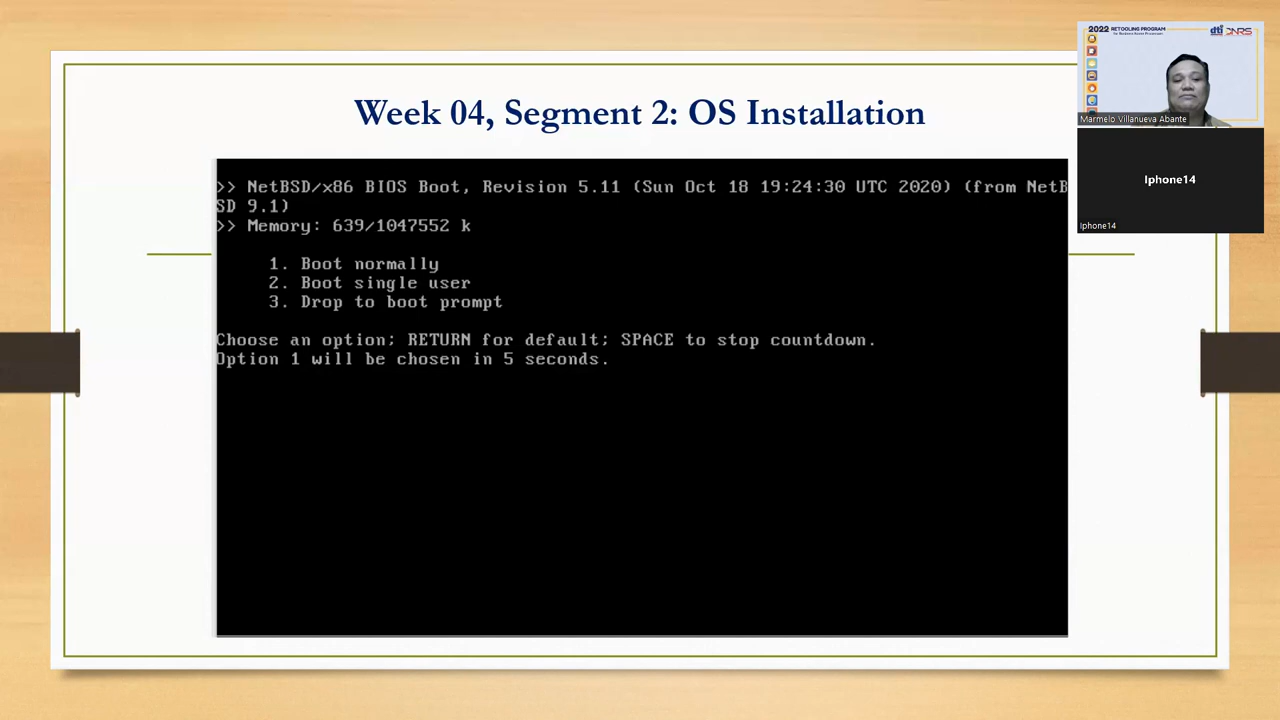 Week 04, Segment 2: OS Installation
>> NetBSD/x86 BIOS Boot, Revision 5.11 (Sun Oct 18 19:24:30 UTC 2020) (from NetB
SD 9.1)
>> Memory: 639/1047552 k
1. Boot normally
2. Boot single user
3. Drop to boot prompt
Choose an option; RETURN for default; SPACE to stop countdown.
Option 1 will be chosen in 5 seconds.
2022 RETOOLING PROGRAM
dti
Marmelo Villanueva Abante
Iphone14
Iphone14